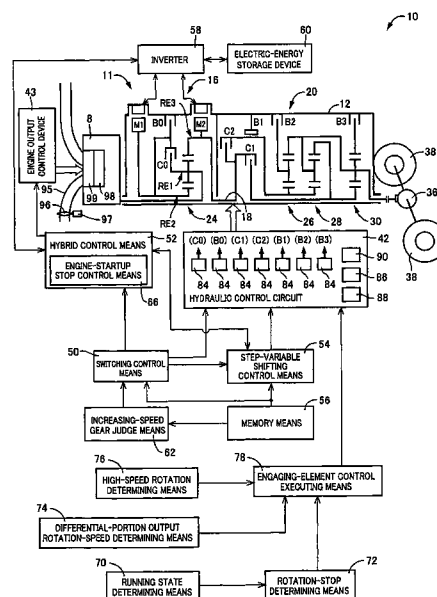 10
58
INVERTER
60
ELECTRIC-ENERGY STORAGE DEVICE
11
16
43
ENGINE OUTPUT CONTROL DEVICE
8
RE3
20
12
M1
B0
M2
B1
B2
B3
38
C2
C0
C1
RE1
36
95
99
98
96
97
RE2
24
18
26
28
30
38
52
HYBRID CONTROL MEANS
ENGINE-STARTUP STOP CONTROL MEANS
66
(C0) (B0) (C1) (C2) (B1) (B2) (B3)
42
84 84 84 84 84 84 84
90
86
88
HYDRAULIC CONTROL CIRCUIT
50
SWITCHING CONTROL MEANS
54
STEP-VARIABLE SHIFTING CONTROL MEANS
56
INCREASING-SPEED GEAR JUDGE MEANS
62
MEMORY MEANS
76
HIGH-SPEED ROTATION DETERMINING MEANS
78
ENGAGING-ELEMENT CONTROL EXECUTING MEANS
74
DIFFERENTIAL-PORTION OUTPUT ROTATION-SPEED DETERMINING MEANS
70
RUNNING STATE DETERMINING MEANS
72
ROTATION-STOP DETERMINING MEANS